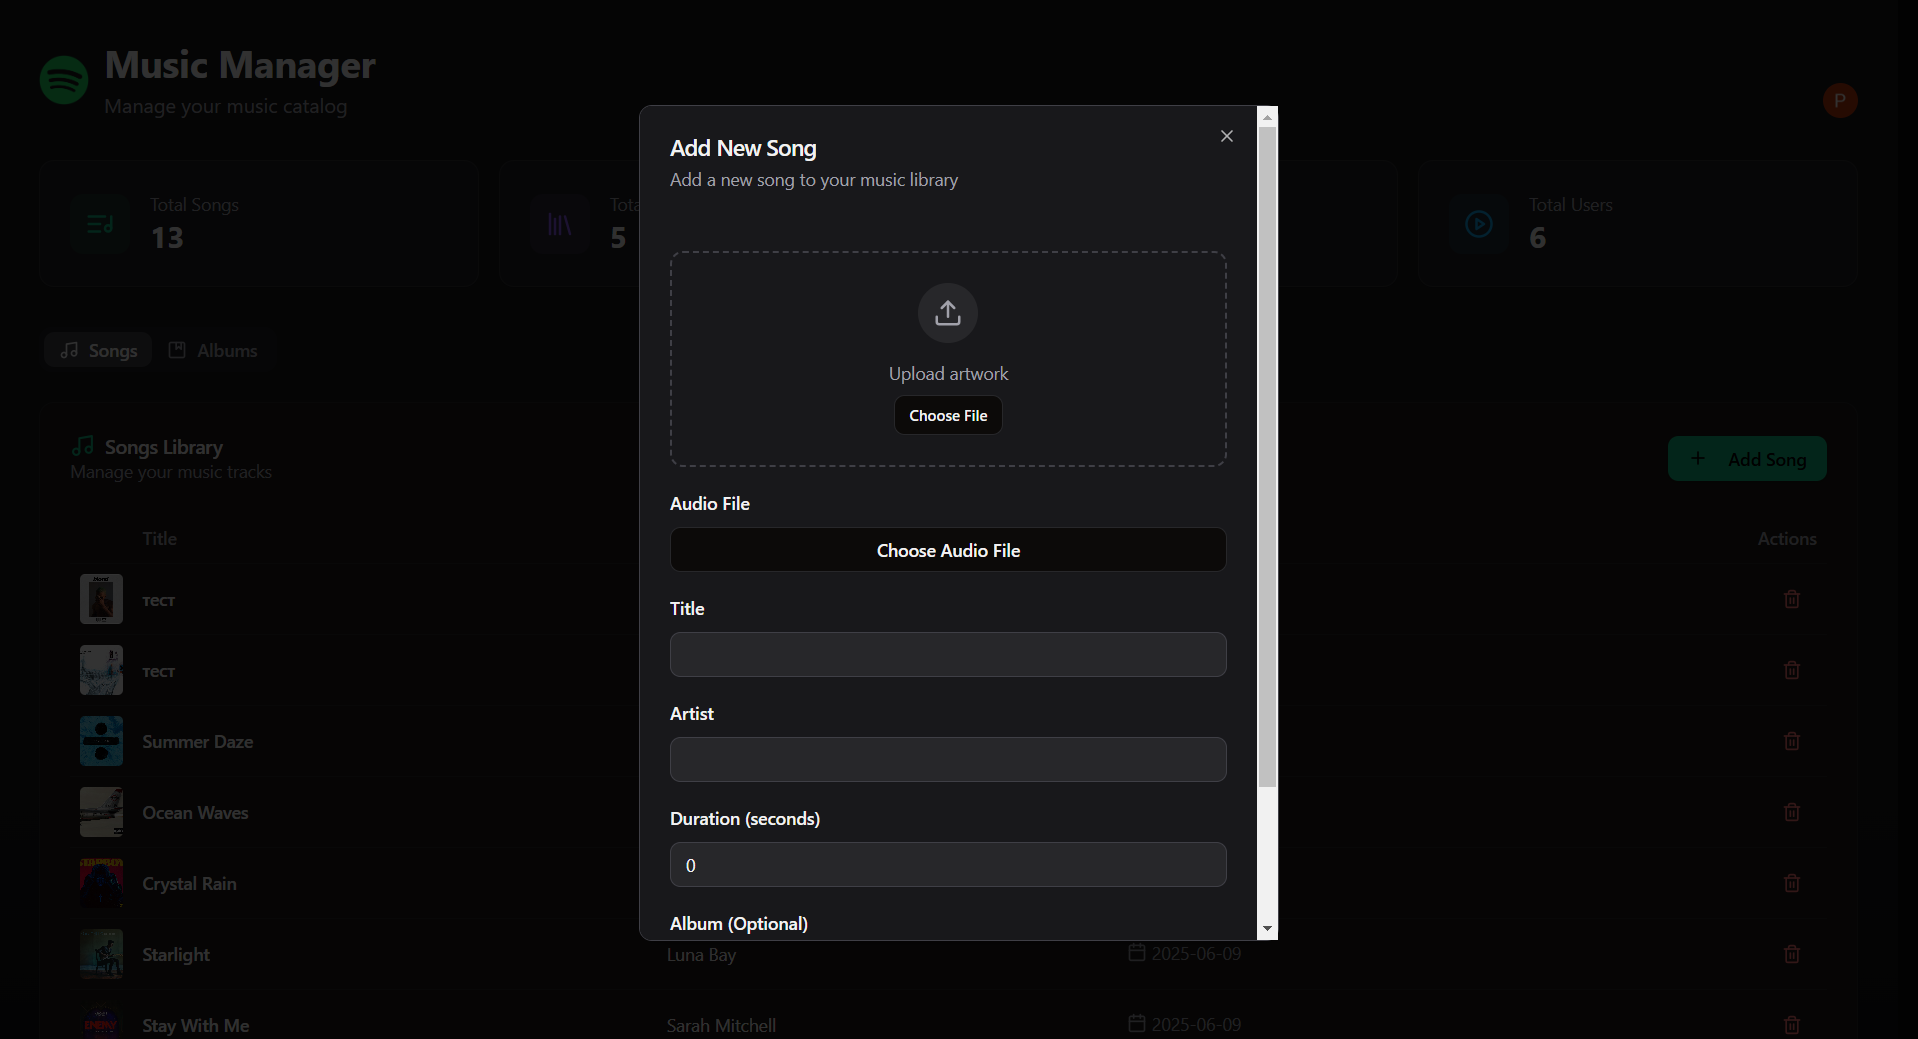 Music Manager
Manage your music catalog
P
Total Songs
13
Tota
5
Total Users
6
Songs
Albums
Songs Library
Manage your music tracks
Add Song
Title
Actions
тест
тест
Summer Daze
Ocean Waves
Crystal Rain
Starlight
Luna Bay
2025-06-09
Stay With Me
Sarah Mitchell
2025-06-09
Add New Song
Add a new song to your music library
Upload artwork
Choose File
Audio File
Choose Audio File
Title
Artist
Duration (seconds)
0
Album (Optional)